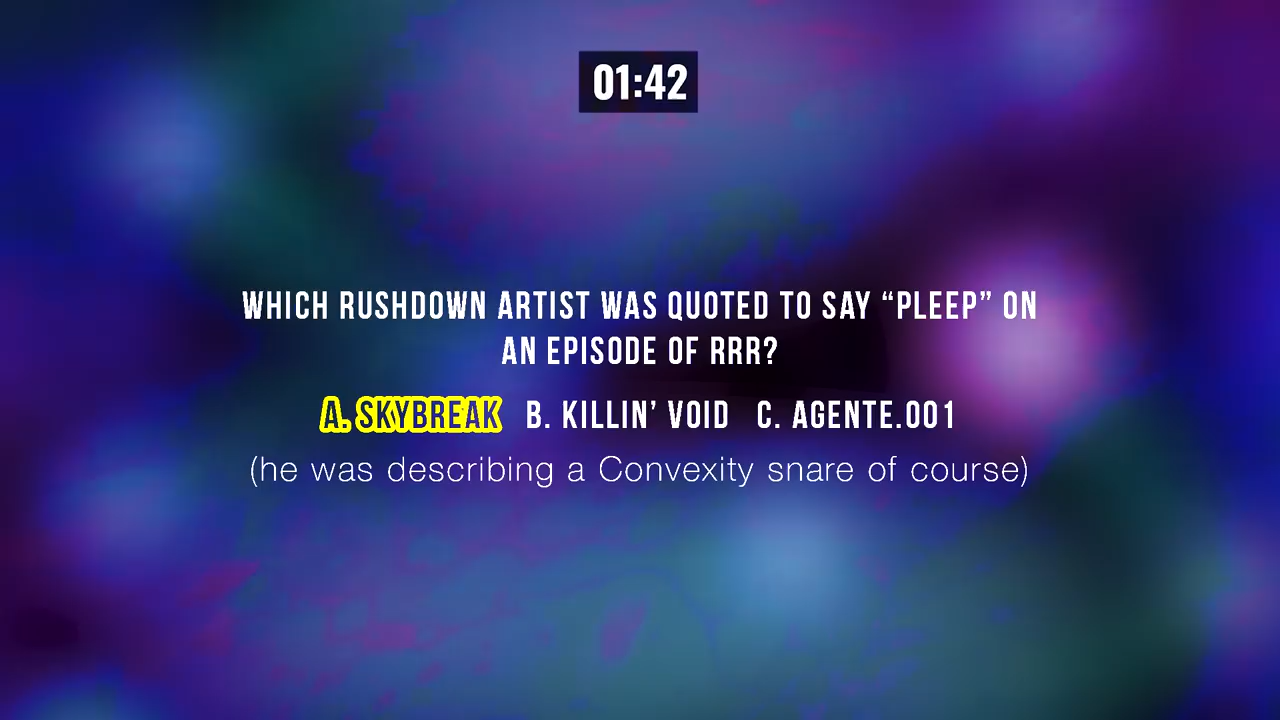 01:42
WHICH RUSHDOWN ARTIST WAS QUOTED TO SAY “PLEEP” ON
AN EPISODE OF RRR?
A. SKYBREAK B. KILLIN’ VOID C. AGENTE.001
(he was describing a Convexity snare of course)